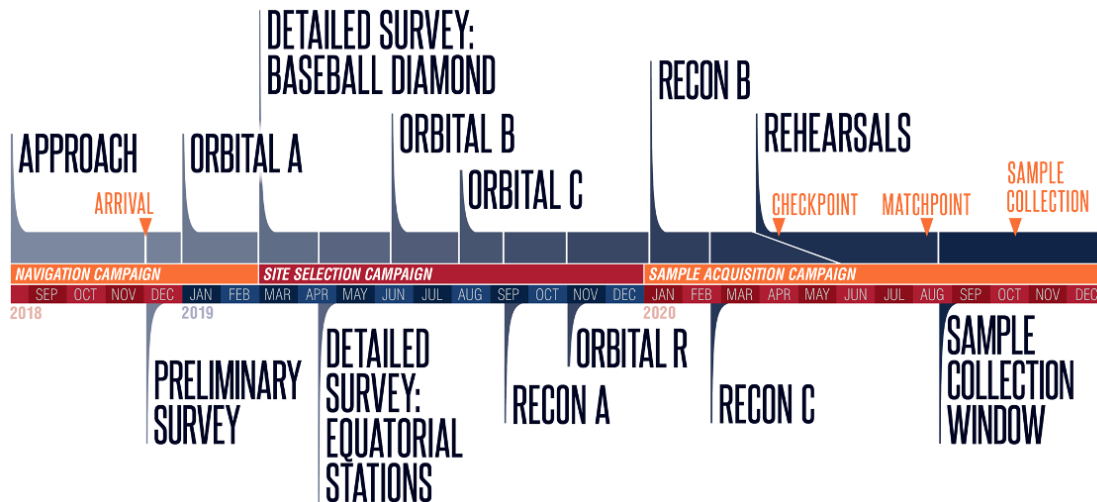 DETAILED SURVEY:
BASEBALL DIAMOND
RECON B
APPROACH
ORBITAL A
ORBITAL B
REHEARSALS
ORBITAL C
ARRIVAL
CHECKPOINT
MATCHPOINT
SAMPLE
COLLECTION
NAVIGATION CAMPAIGN
SITE SELECTION CAMPAIGN
SAMPLE ACQUISITION CAMPAIGN
SEP OCT NOV DEC JAN FEB MAR APR MAY JUN JUL AUG SEP OCT NOV DEC JAN FEB MAR APR MAY JUN JUL AUG SEP OCT NOV DEC
2018 2019 2020
PRELIMINARY
SURVEY
DETAILED
SURVEY:
EQUATORIAL
STATIONS
RECON A
ORBITAL R
RECON C
SAMPLE
COLLECTION
WINDOW